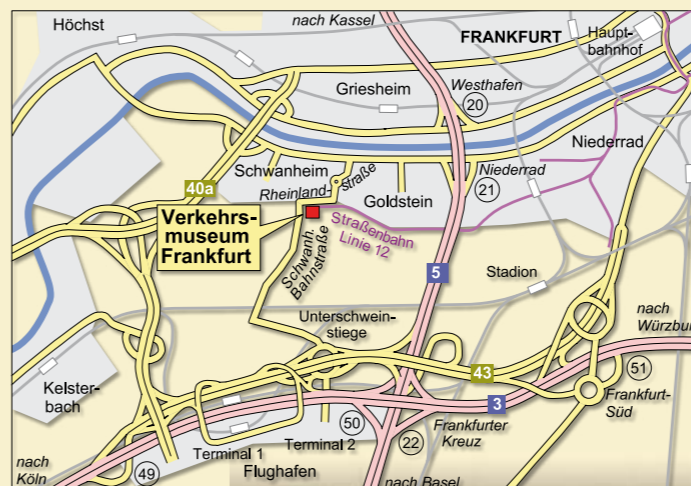 Höchst
nach Kassel
FRANKFURT
Haupt-
bahnhof
Griesheim
Westhafen
20
Niederrad
Schwanheim
Rheinland-
straße
40a
Goldstein
Niederrad
21
Verkehrs-
museum
Frankfurt
Straßenbahn
Linie 12
Schwanh.
Bahnstraße
5
Stadion
Unterschwein-
stiege
nach
Würzburg
43
51
Kelster-
bach
3
Frankfurt-
Süd
50
22
Frankfurter
Kreuz
Terminal 1
Terminal 2
nach
Köln
49
Flughafen
nach Basel